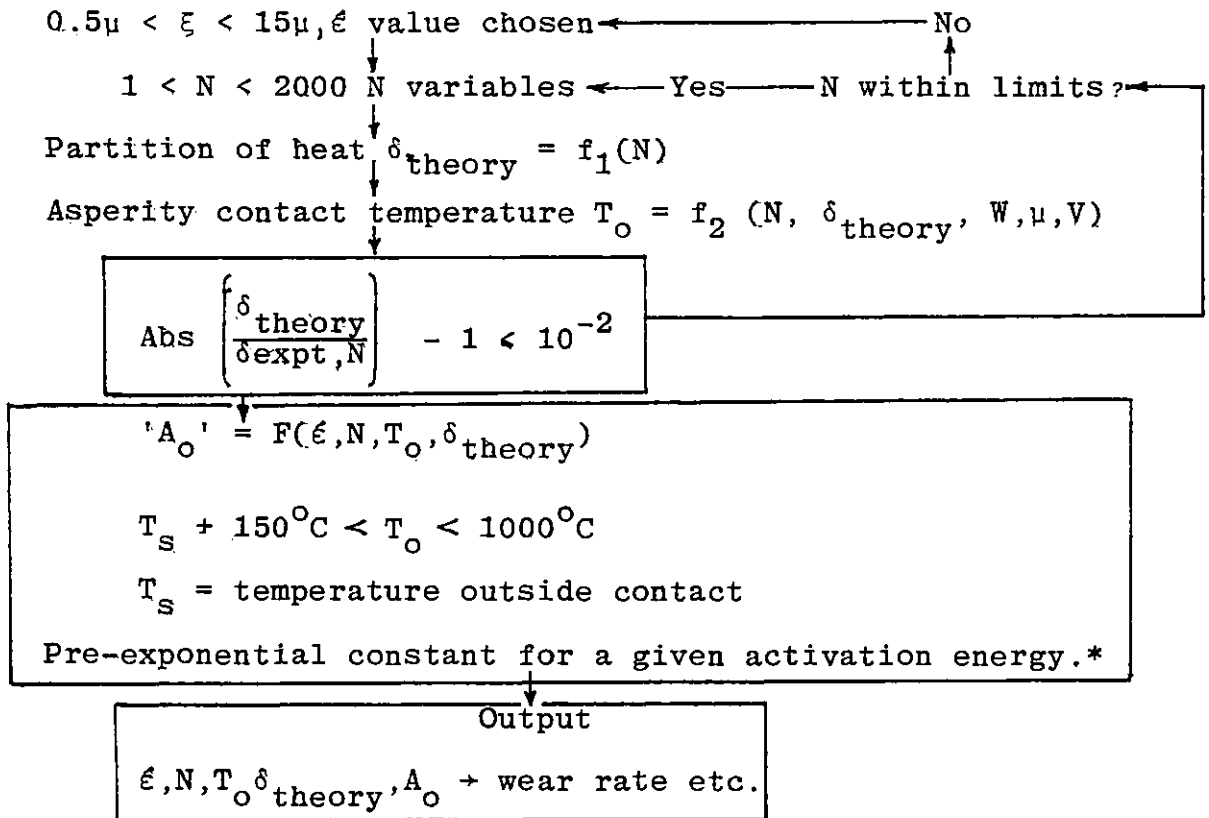 0.5μ < ξ < 15μ,έ value chosen No
1 < N < 2000 N variables Yes N within limits?
Partition of heat δtheory = f1(N)
Asperity contact temperature To = f2 (N, δtheory, W,μ,V)
Abs (δtheory/δexpt,N) - 1 < 10-2
'Ao' = F(έ,N,To,δtheory)
Ts + 150°C < To < 1000°C
Ts = temperature outside contact
Pre-exponential constant for a given activation energy.*
Output
έ,N,Toδtheory,Ao → wear rate etc.